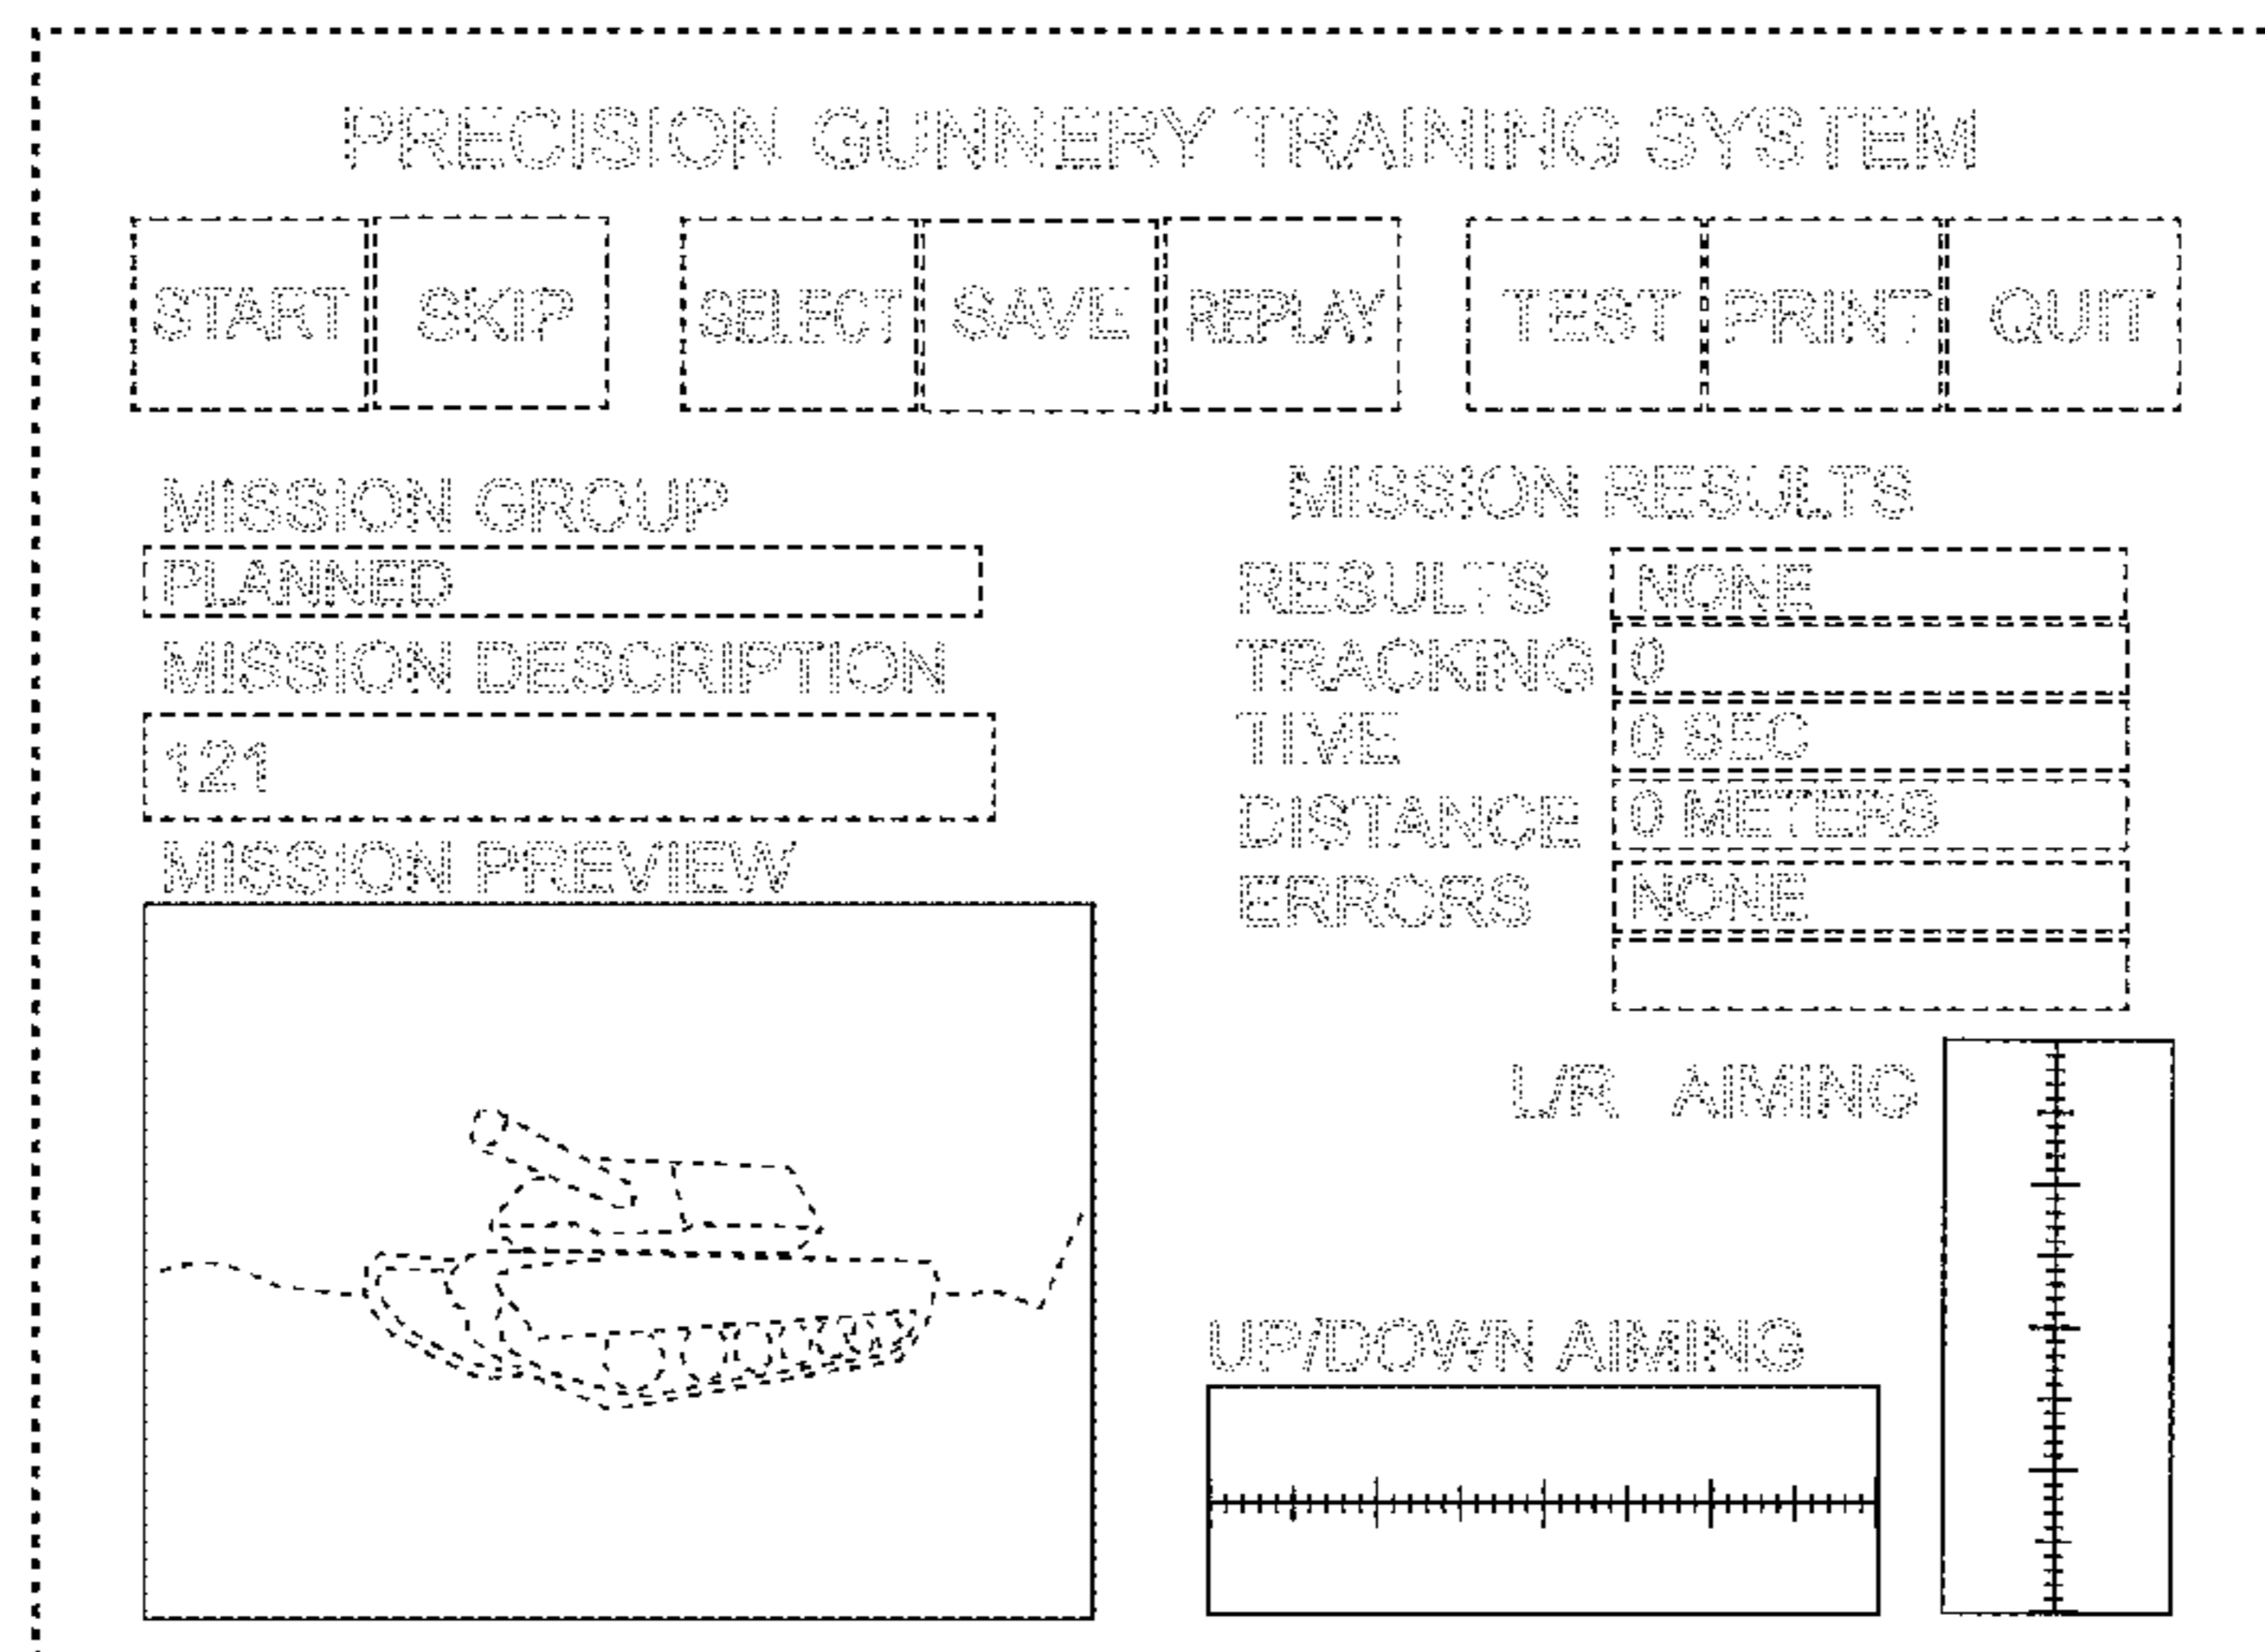 PRECISION GUNNERY TRAINING SYSTEM
START SKIP SELECT SAVE REPLAY TEST PRINT QUIT
MISSION GROUP
PLANNED
MISSION DESCRIPTION
121
MISSION PREVIEW
MISSION RESULTS
RESULTS NONE
TRACKING 0
TIME 0 SEC
DISTANCE 0 METERS
ERRORS NONE
L/R AIMING
UP/DOWN AIMING